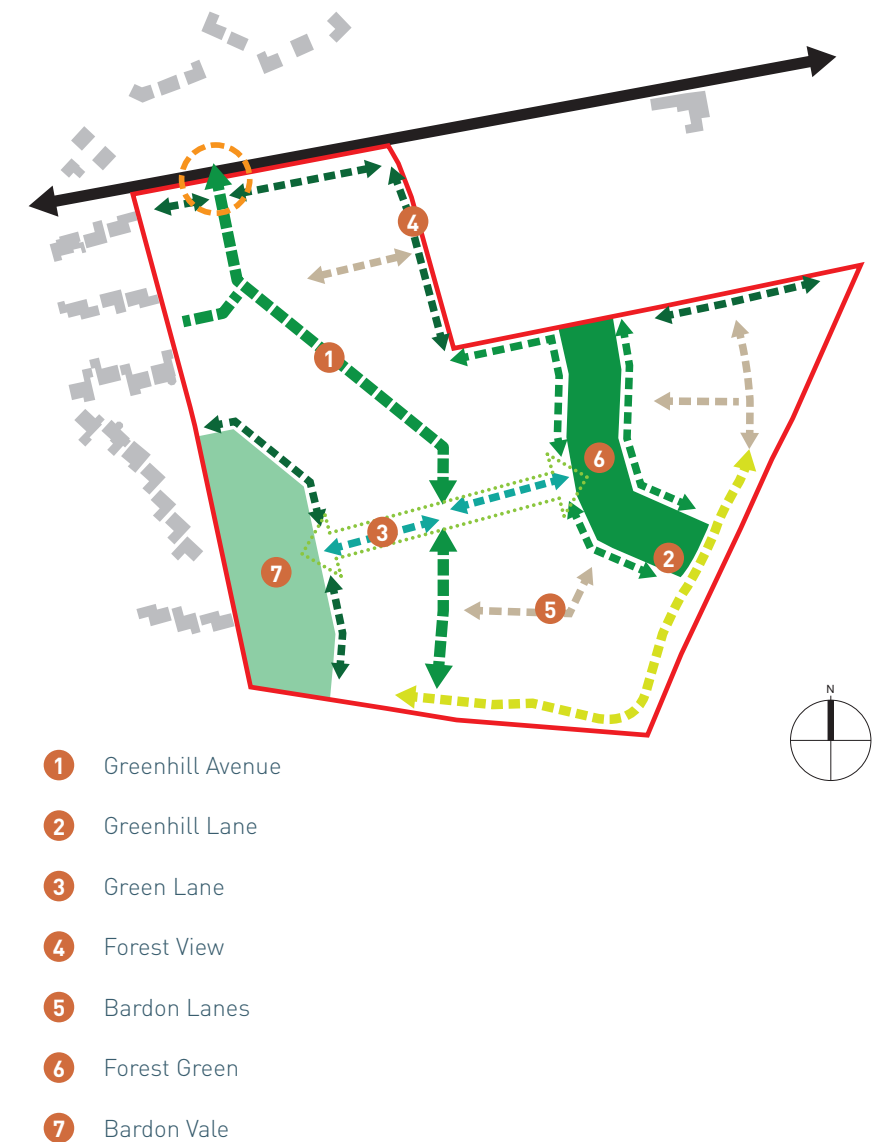 4
1
6
3
2
7
5
N
1 Greenhill Avenue
2 Greenhill Lane
3 Green Lane
4 Forest View
5 Bardon Lanes
6 Forest Green
7 Bardon Vale